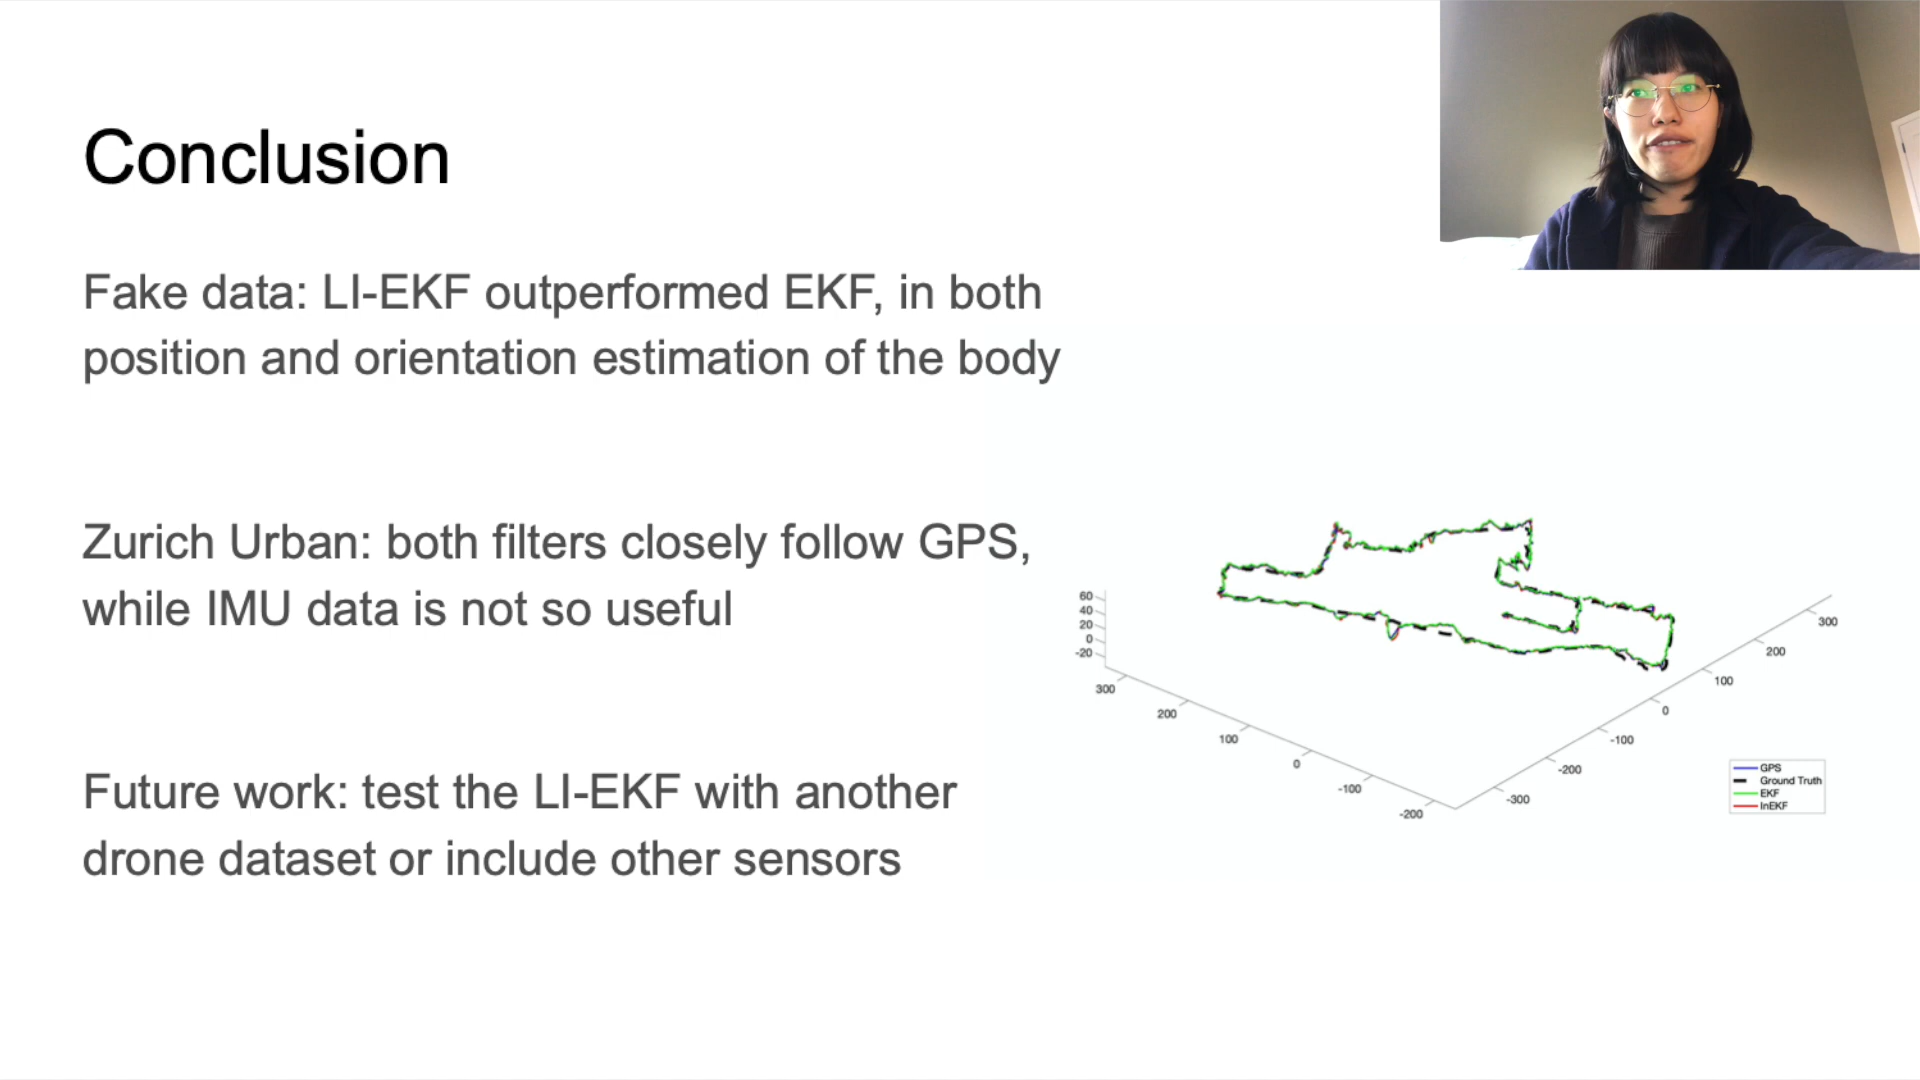 Conclusion
Fake data: LI-EKF outperformed EKF, in both
position and orientation estimation of the body
Zurich Urban: both filters closely follow GPS,
while IMU data is not so useful
Future work: test the LI-EKF with another
drone dataset or include other sensors
60
40
20
0
-20
300
200
100
0
-100
-200
300
200
100
0
-100
-200
-300
GPS
Ground Truth
EKF
InEKF